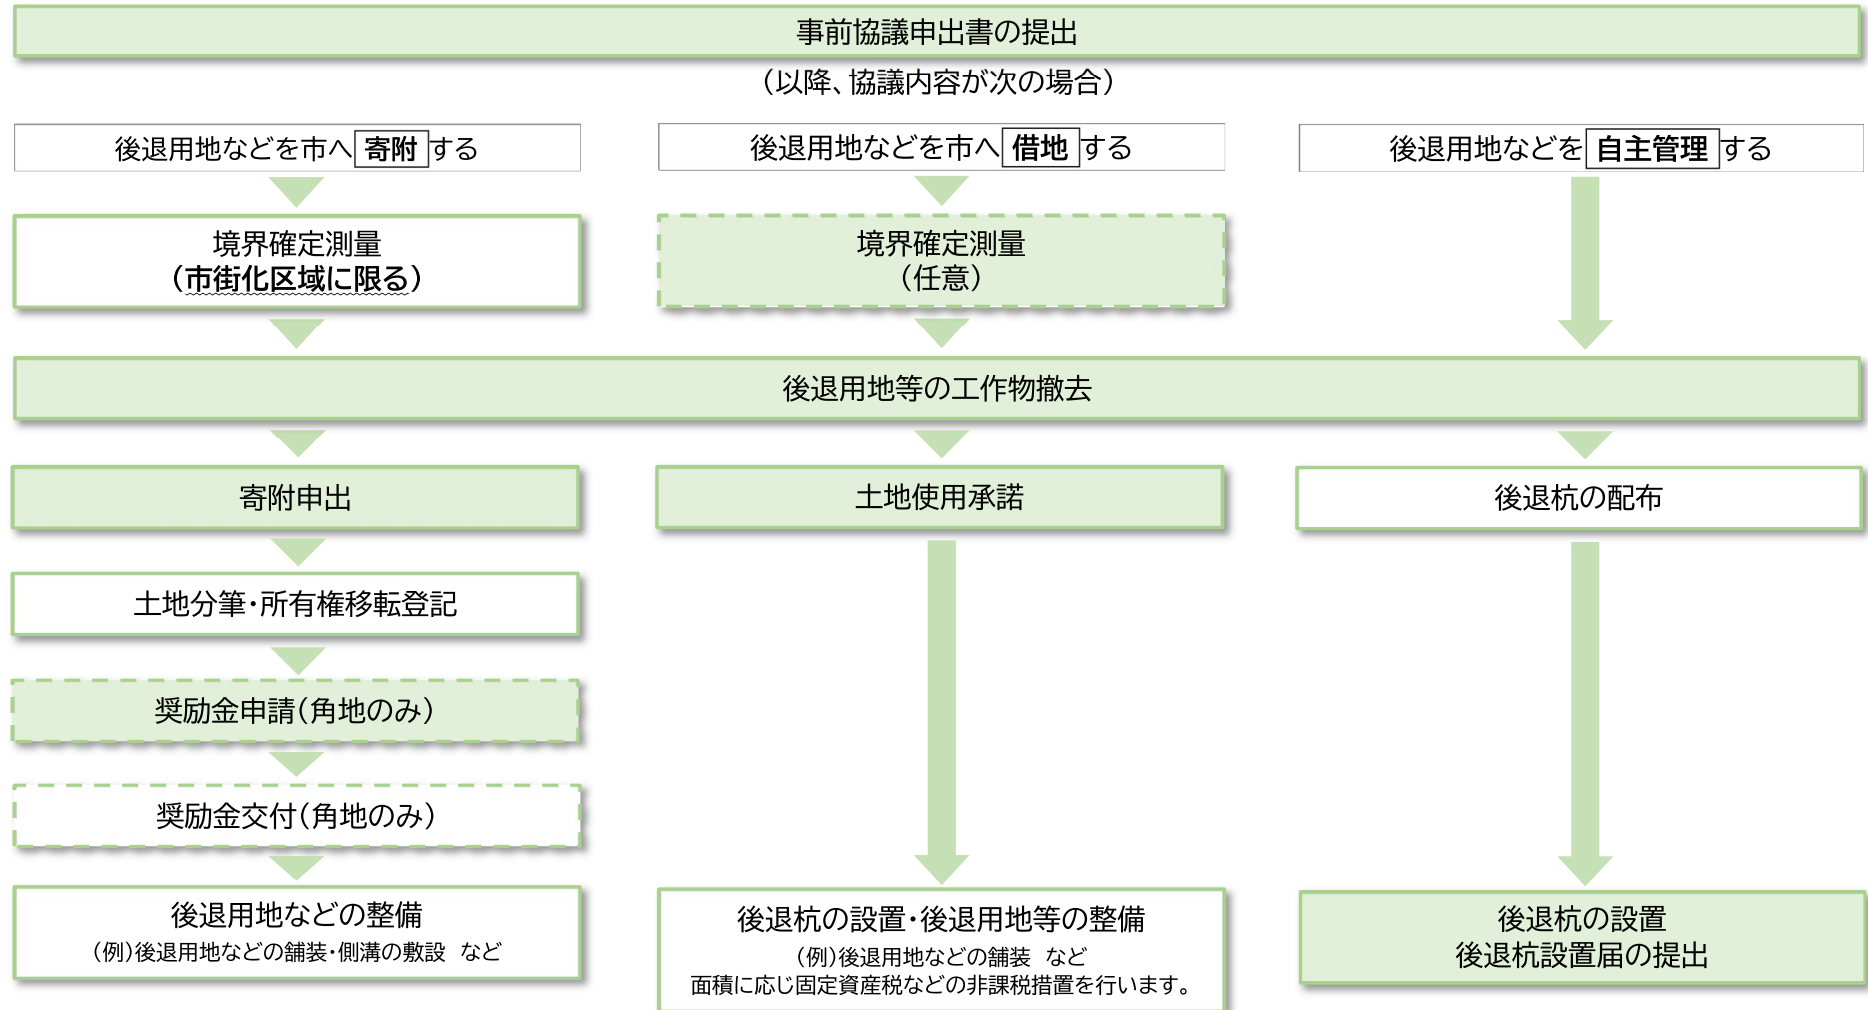 事前協議申出書の提出
（以降、協議内容が次の場合）
後退用地などを市へ寄附する
後退用地などを市へ借地する
後退用地などを自主管理する
境界確定測量
（市街化区域に限る）
境界確定測量
（任意）
後退用地等の工作物撤去
寄附申出
土地使用承諾
後退杭の配布
土地分筆・所有権移転登記
奨励金申請（角地のみ）
奨励金交付（角地のみ）
後退用地などの整備
（例）後退用地などの舗装・側溝の敷設　など
後退杭の設置・後退用地等の整備
（例）後退用地などの舗装　など
面積に応じ固定資産税などの非課税措置を行います。
後退杭の設置
後退杭設置届の提出